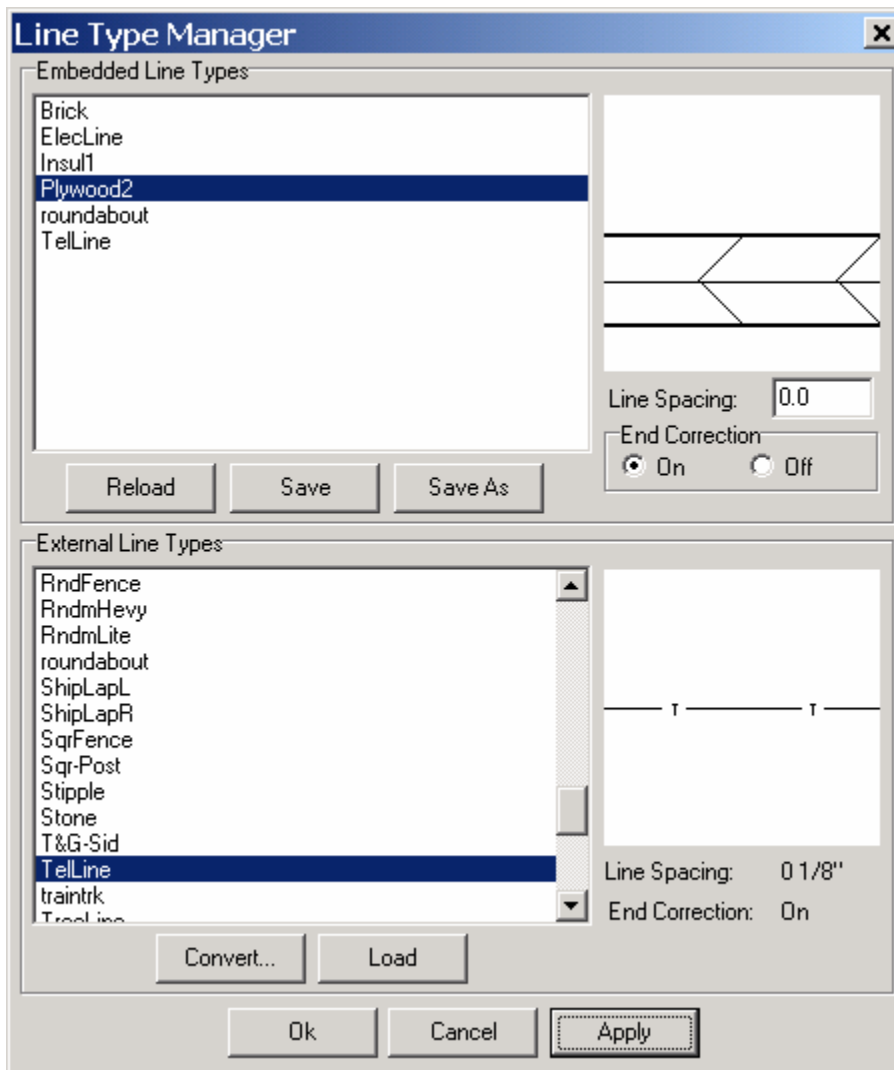 Line Type Manager
Embedded Line Types
Brick
ElecLine
Insul1
Plywood2
roundabout
TelLine
Line Spacing: 0.0
End Correction
On Off
Reload Save Save As
External Line Types
RndFence
RndmHevy
RndmLite
roundabout
ShipLapL
ShipLapR
SqrFence
Sqr-Post
Stipple
Stone
T&G-Sid
TelLine
traintrk
TreeLine
T T
Line Spacing: 0 1/8"
End Correction: On
Convert... Load
Ok Cancel Apply